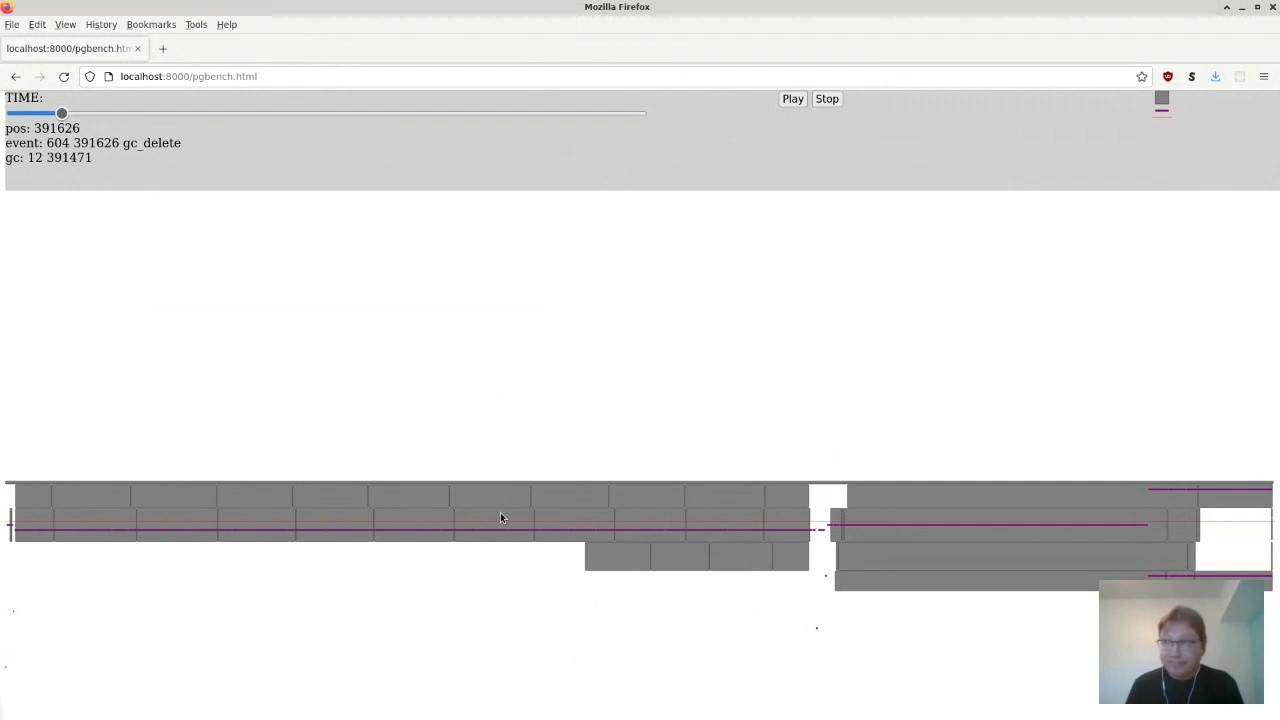 Mozilla Firefox
File Edit View History Bookmarks Tools Help
localhost:8000/pgbench.htm
localhost:8000/pgbench.html
TIME:
Play Stop
pos: 391626
event: 604 391626 gc_delete
gc: 12 391471